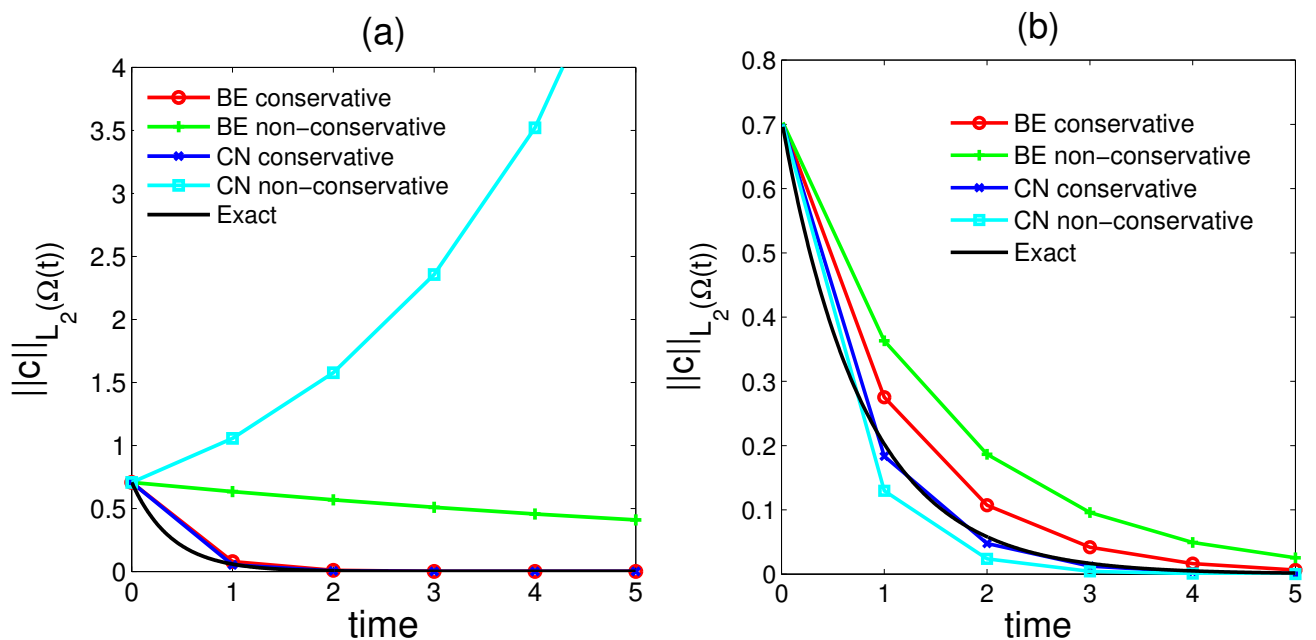 (a)
||c||L2(Ω(t))
4
3.5
3
2.5
2
1.5
1
0.5
0
BE conservative
BE non−conservative
CN conservative
CN non−conservative
Exact
0 1 2 3 4 5
time
(b)
||c||L2(Ω(t))
0.8
0.7
0.6
0.5
0.4
0.3
0.2
0.1
0
BE conservative
BE non−conservative
CN conservative
CN non−conservative
Exact
0 1 2 3 4 5
time